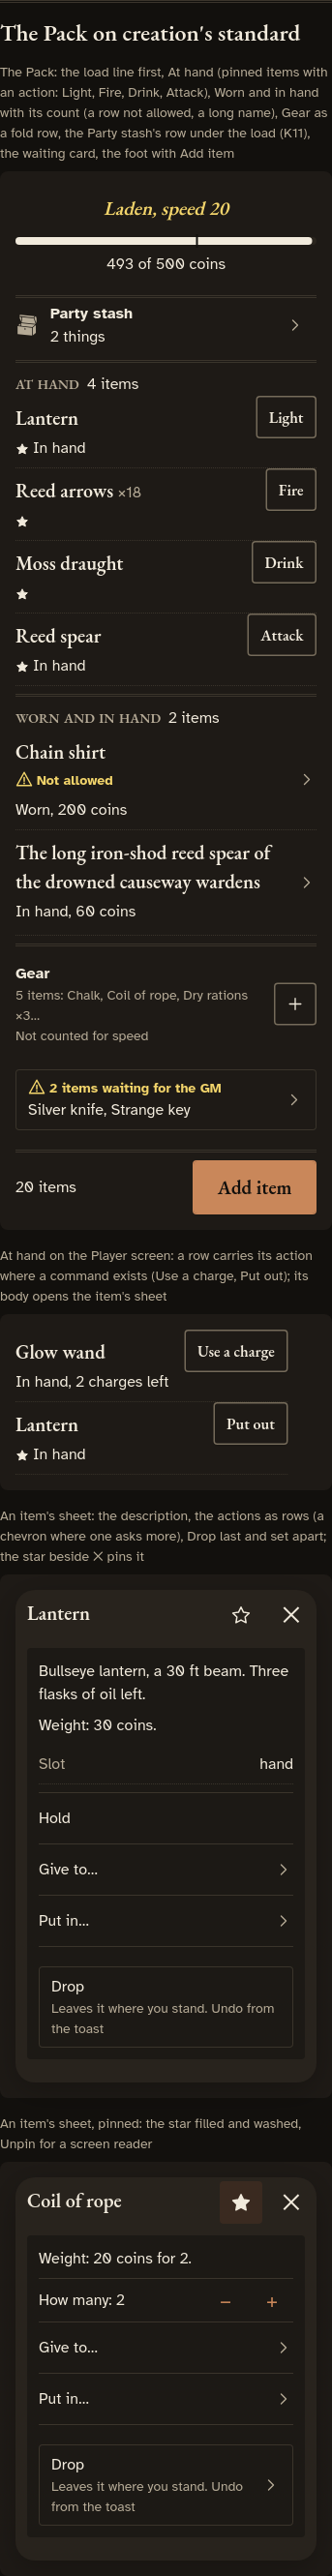 The Pack on creation's standard
The Pack: the load line first, At hand (pinned items with
an action: Light, Fire, Drink, Attack), Worn and in hand
with its count (a row not allowed, a long name), Gear as
a fold row, the Party stash's row under the load (K11),
the waiting card, the foot with Add item
Laden, speed 20
493 of 500 coins
Party stash
2 things
AT HAND 4 items
Lantern
Light
★ In hand
Reed arrows ×18
Fire
★
Moss draught
Drink
★
Reed spear
Attack
★ In hand
WORN AND IN HAND 2 items
Chain shirt
Not allowed
Worn, 200 coins
The long iron-shod reed spear of
the drowned causeway wardens
In hand, 60 coins
Gear
5 items: Chalk, Coil of rope, Dry rations
×3...
Not counted for speed
2 items waiting for the GM
Silver knife, Strange key
20 items
Add item
At hand on the Player screen: a row carries its action
where a command exists (Use a charge, Put out); its
body opens the item's sheet
Glow wand
Use a charge
In hand, 2 charges left
Lantern
Put out
★ In hand
An item's sheet: the description, the actions as rows (a
chevron where one asks more), Drop last and set apart;
the star beside ✕ pins it
Lantern
Bullseye lantern, a 30 ft beam. Three
flasks of oil left.
Weight: 30 coins.
Slot hand
Hold
Give to...
Put in...
Drop
Leaves it where you stand. Undo from
the toast
An item's sheet, pinned: the star filled and washed,
Unpin for a screen reader
Coil of rope
Weight: 20 coins for 2.
How many: 2 − +
Give to...
Put in...
Drop
Leaves it where you stand. Undo
from the toast